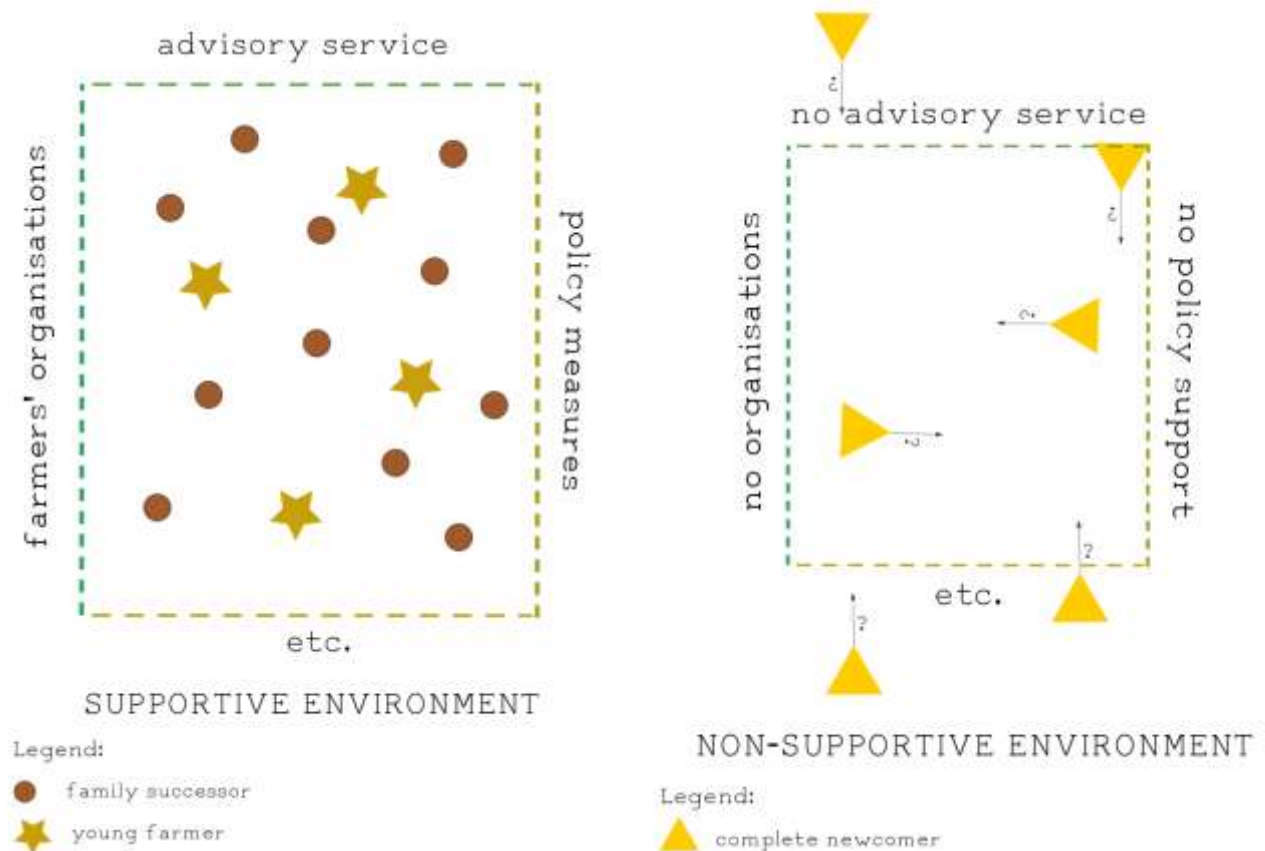 advisory service
farmers' organisations
policy measures
etc.
SUPPORTIVE ENVIRONMENT
Legend:
family successor
young farmer
?
no advisory service
?
no organisations
no policy support
?
?
?
etc.
?
NON-SUPPORTIVE ENVIRONMENT
Legend:
complete newcomer